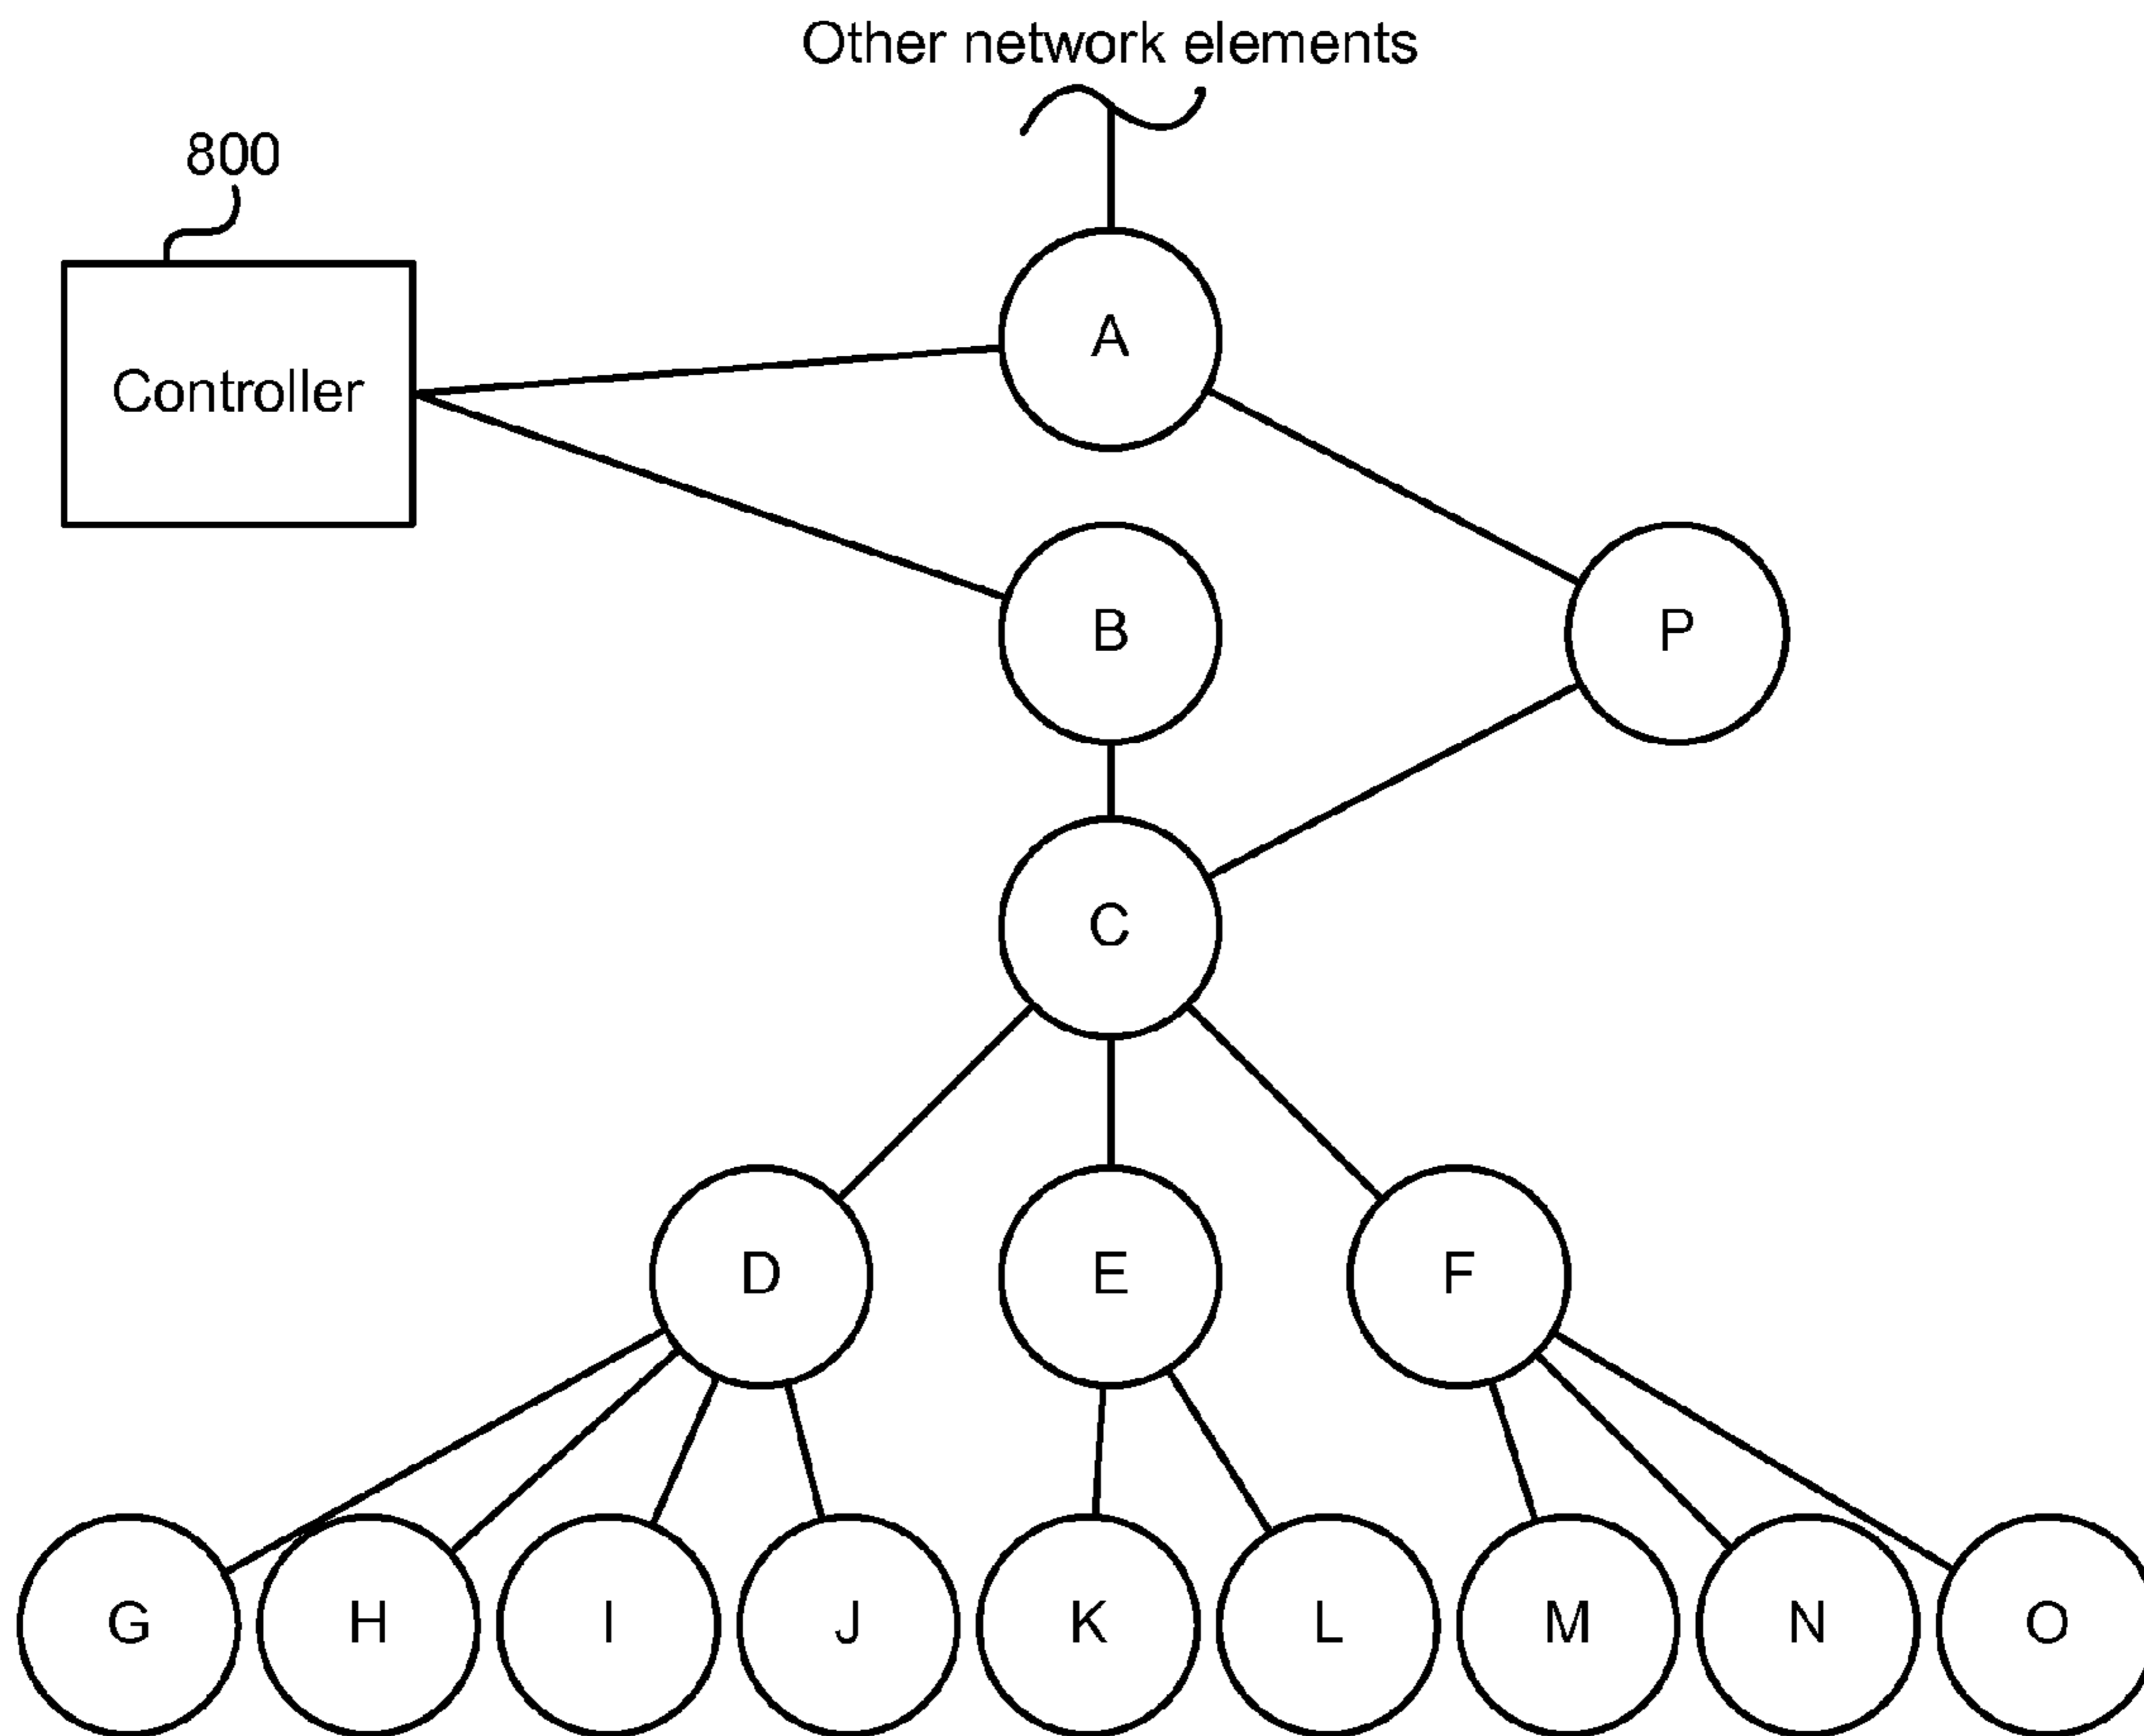 Other network elements
800
A
Controller
B
P
C
D
E
F
G
H
I
J
K
L
M
N
O